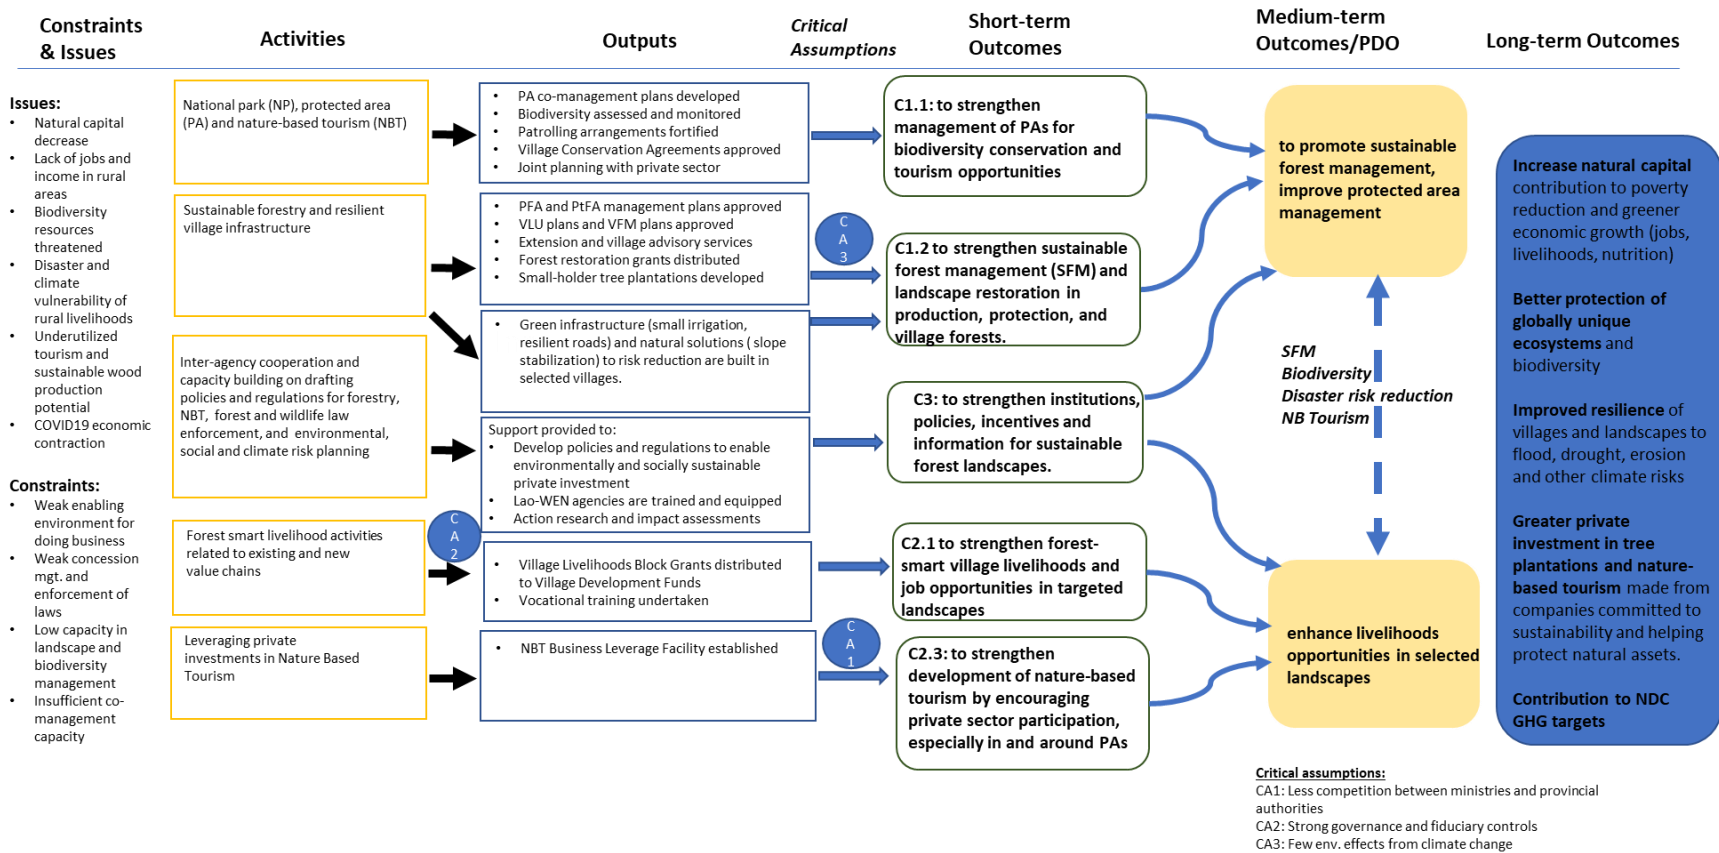 Constraints
& Issues
Activities
Outputs
Critical
Assumptions
Short-term
Outcomes
Medium-term
Outcomes/PDO
Long-term Outcomes
Issues:
• Natural capital
decrease
• Lack of jobs and
income in rural
areas
• Biodiversity
resources
threatened
• Disaster and
climate
vulnerability of
rural livelihoods
• Underutilized
tourism and
sustainable wood
production
potential
• COVID19 economic
contraction
Constraints:
• Weak enabling
environment for
doing business
• Weak concession
mgt. and
enforcement of
laws
• Low capacity in
landscape and
biodiversity
management
• Insufficient co-
management
capacity
National park (NP), protected area
(PA) and nature-based tourism (NBT)
Sustainable forestry and resilient
village infrastructure
Inter-agency cooperation and
capacity building on drafting
policies and regulations for forestry,
NBT, forest and wildlife law
enforcement, and environmental,
social and climate risk planning
Forest smart livelihood activities
related to existing and new
value chains
Leveraging private
investments in Nature Based
Tourism
• PA co-management plans developed
• Biodiversity assessed and monitored
• Patrolling arrangements fortified
• Village Conservation Agreements approved
• Joint planning with private sector
• PFA and PtFA management plans approved
• VLU plans and VFM plans approved
• Extension and village advisory services
• Forest restoration grants distributed
• Small-holder tree plantations developed
• Green infrastructure (small irrigation,
resilient roads) and natural solutions ( slope
stabilization) to risk reduction are built in
selected villages.
Support provided to:
• Develop policies and regulations to enable
environmentally and socially sustainable
private investment
• Lao-WEN agencies are trained and equipped
• Action research and impact assessments
C
A
2
• Village Livelihoods Block Grants distributed
to Village Development Funds
• Vocational training undertaken
• NBT Business Leverage Facility established
C
A
3
C
A
1
C1.1: to strengthen
management of PAs for
biodiversity conservation and
tourism opportunities
C1.2 to strengthen sustainable
forest management (SFM) and
landscape restoration in
production, protection, and
village forests.
C3: to strengthen institutions,
policies, incentives and
information for sustainable
forest landscapes.
C2.1 to strengthen forest-
smart village livelihoods and
job opportunities in targeted
landscapes
C2.3: to strengthen
development of nature-based
tourism by encouraging
private sector participation,
especially in and around PAs
to promote sustainable
forest management,
improve protected area
management
SFM
Biodiversity
Disaster risk reduction
NB Tourism
enhance livelihoods
opportunities in selected
landscapes
Increase natural capital
contribution to poverty
reduction and greener
economic growth (jobs,
livelihoods, nutrition)
Better protection of
globally unique
ecosystems and
biodiversity
Improved resilience of
villages and landscapes to
flood, drought, erosion
and other climate risks
Greater private
investment in tree
plantations and nature-
based tourism made from
companies committed to
sustainability and helping
protect natural assets.
Contribution to NDC
GHG targets
Critical assumptions:
CA1: Less competition between ministries and provincial
authorities
CA2: Strong governance and fiduciary controls
CA3: Few env. effects from climate change